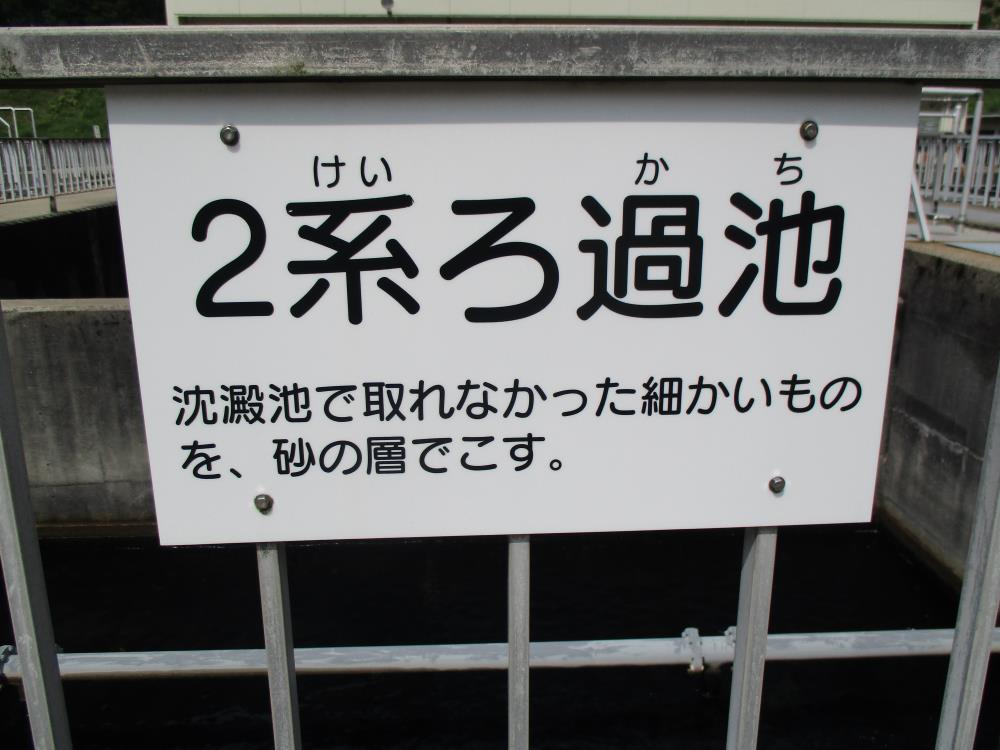 けい か ち
2系ろ過池
沈澱池で取れなかった細かいもの
を、砂の層でこす。